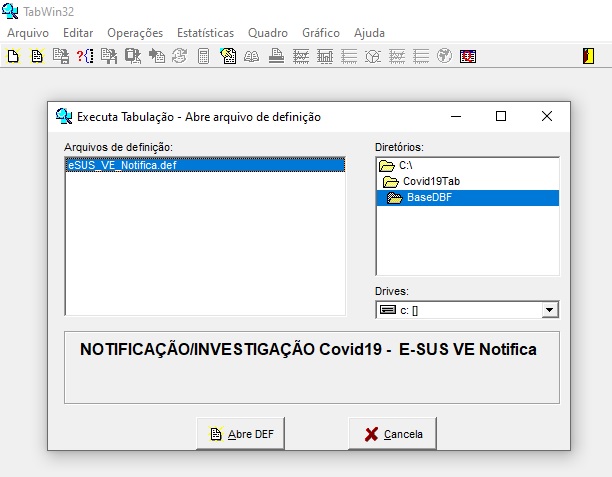 TabWin32
Arquivo Editar Operações Estatísticas Quadro Gráfico Ajuda
Executa Tabulação - Abre arquivo de definição
Arquivos de definição:
eSUS_VE_Notifica.def
Diretórios:
C:\
Covid19Tab
BaseDBF
Drives:
c: []
NOTIFICAÇÃO/INVESTIGAÇÃO Covid19 - E-SUS VE Notifica
Abre DEF
Cancela